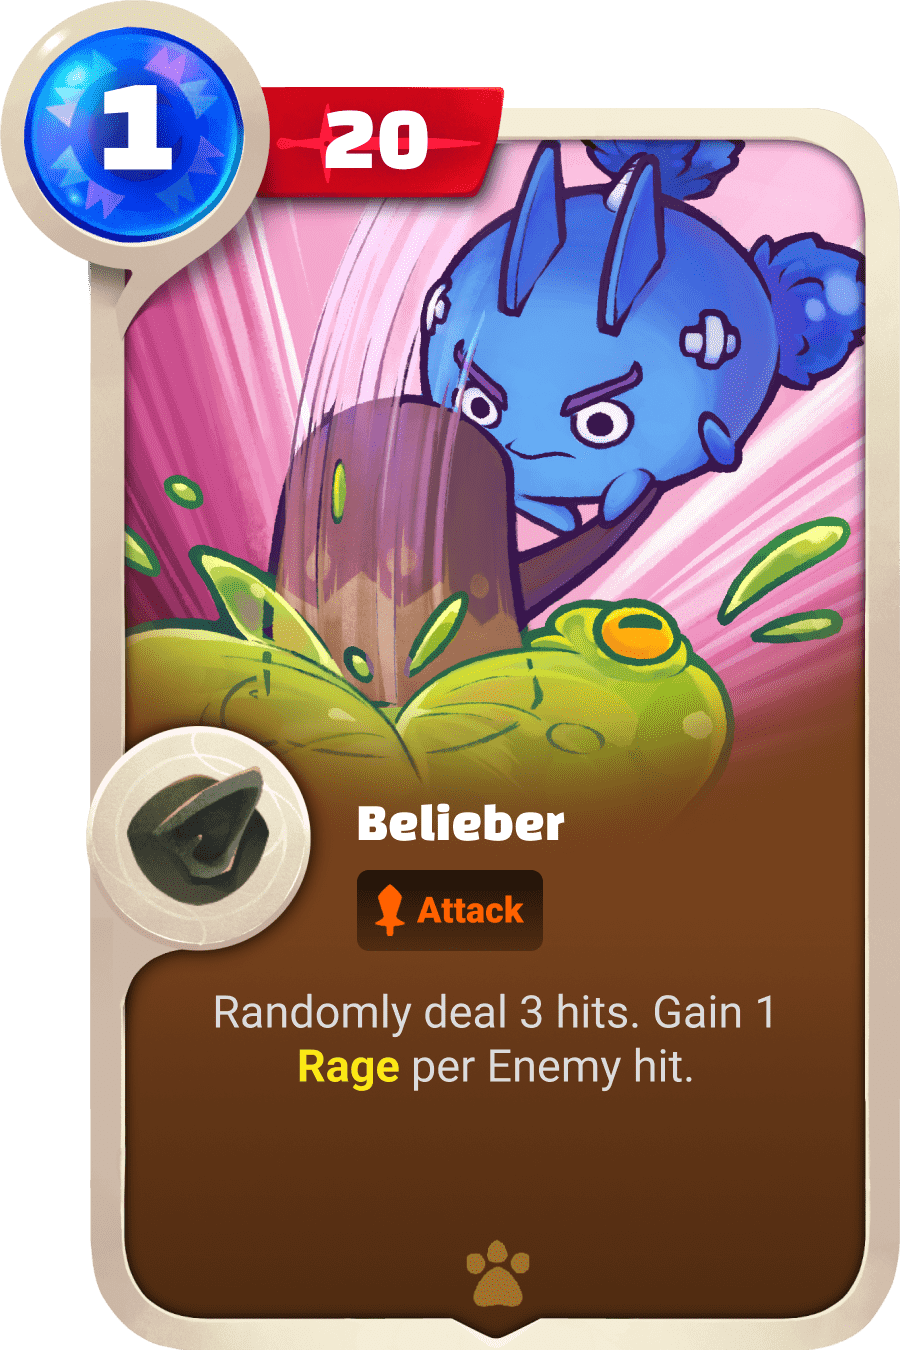 1
20
Belieber
Attack
Randomly deal 3 hits. Gain 1
Rage per Enemy hit.